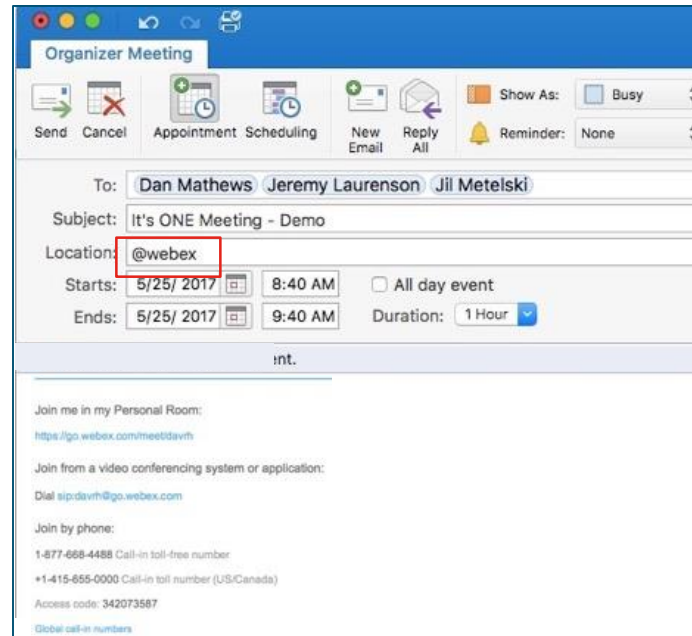 Organizer Meeting
Send Cancel Appointment Scheduling New Email Reply All Show As: Busy
Reminder: None
To: Dan Mathews Jeremy Laurenson Jil Metelski
Subject: It's ONE Meeting - Demo
Location: @webex
Starts: 5/25/ 2017 8:40 AM All day event
Ends: 5/25/ 2017 9:40 AM Duration: 1 Hour
ent.
Join me in my Personal Room:
https://go.webex.com/meet/davrh
Join from a video conferencing system or application:
Dial sip:davrh@go.webex.com
Join by phone:
1-877-668-4488 Call-in toll-free number
+1-415-655-0000 Call-in toll number (US/Canada)
Access code: 342073587
Global call-in numbers